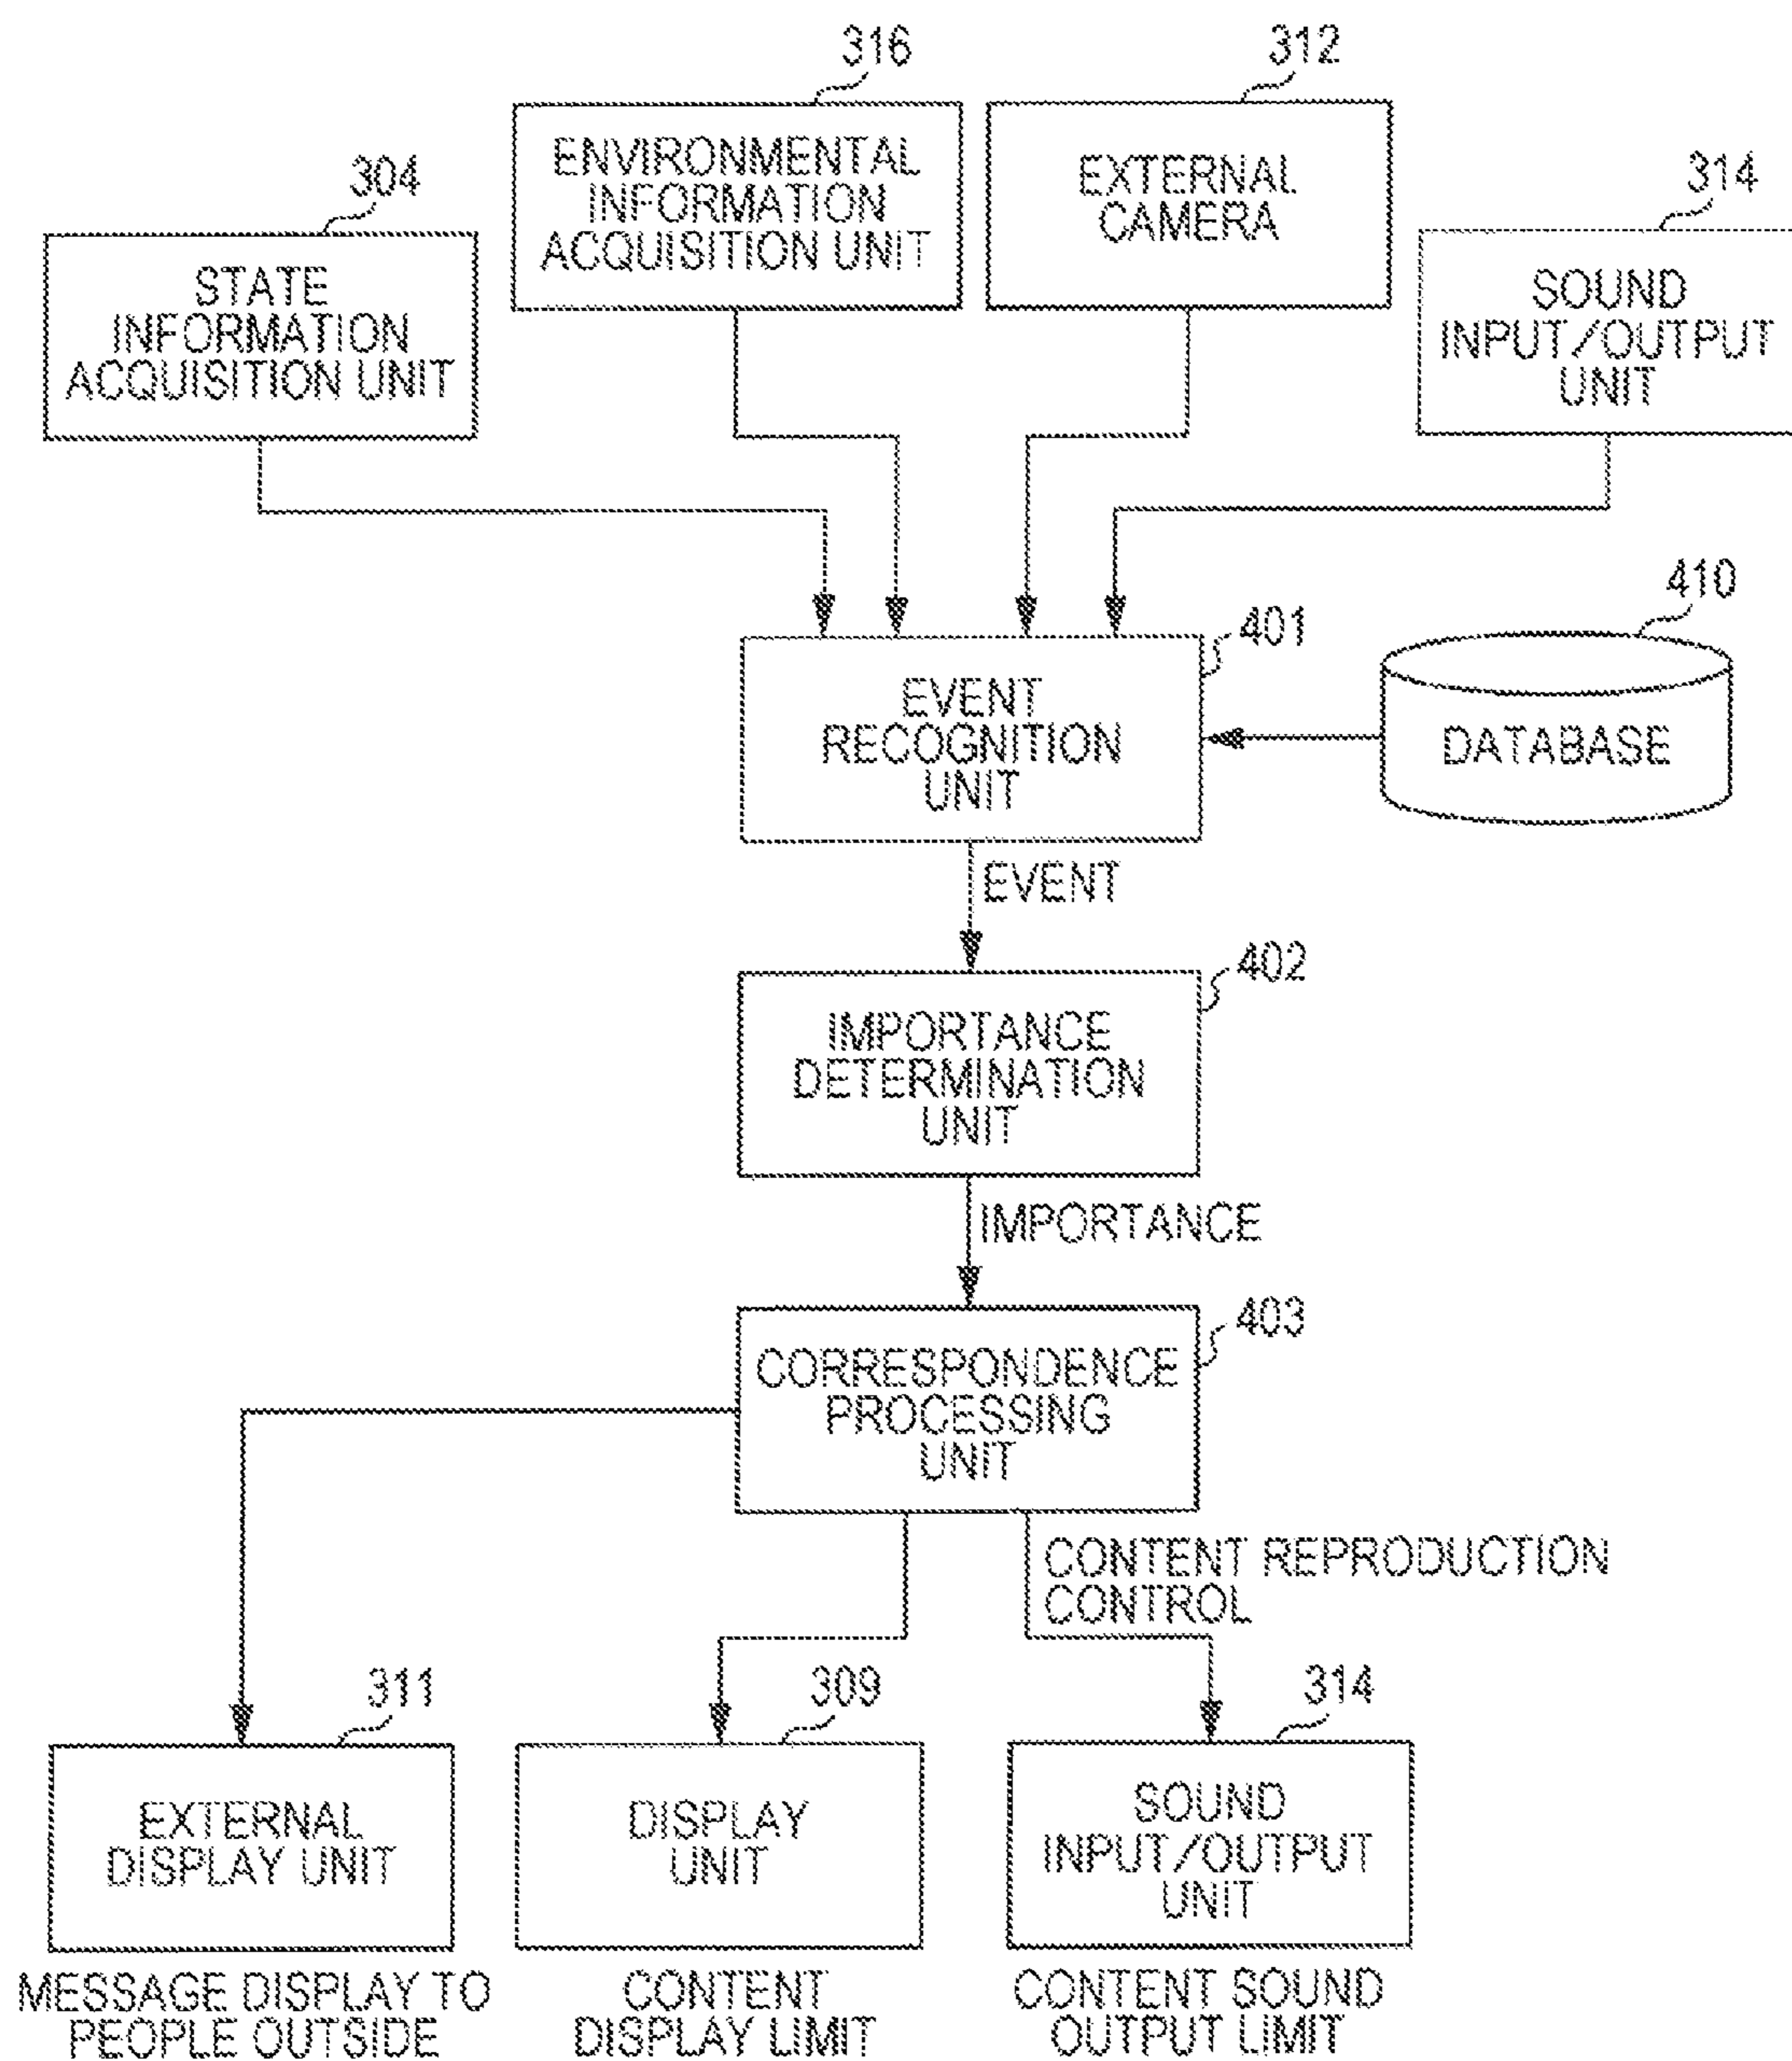 316
312
304
314
ENVIRONMENTAL
INFORMATION
ACQUISITION UNIT
EXTERNAL
CAMERA
STATE
INFORMATION
ACQUISITION UNIT
SOUND
INPUT/OUTPUT
UNIT
401
410
EVENT
RECOGNITION
UNIT
DATABASE
EVENT
402
IMPORTANCE
DETERMINATION
UNIT
IMPORTANCE
403
CORRESPONDENCE
PROCESSING
UNIT
CONTENT REPRODUCTION
CONTROL
311
309
314
EXTERNAL
DISPLAY UNIT
DISPLAY
UNIT
SOUND
INPUT/OUTPUT
UNIT
MESSAGE DISPLAY TO
PEOPLE OUTSIDE
CONTENT
DISPLAY LIMIT
CONTENT SOUND
OUTPUT LIMIT